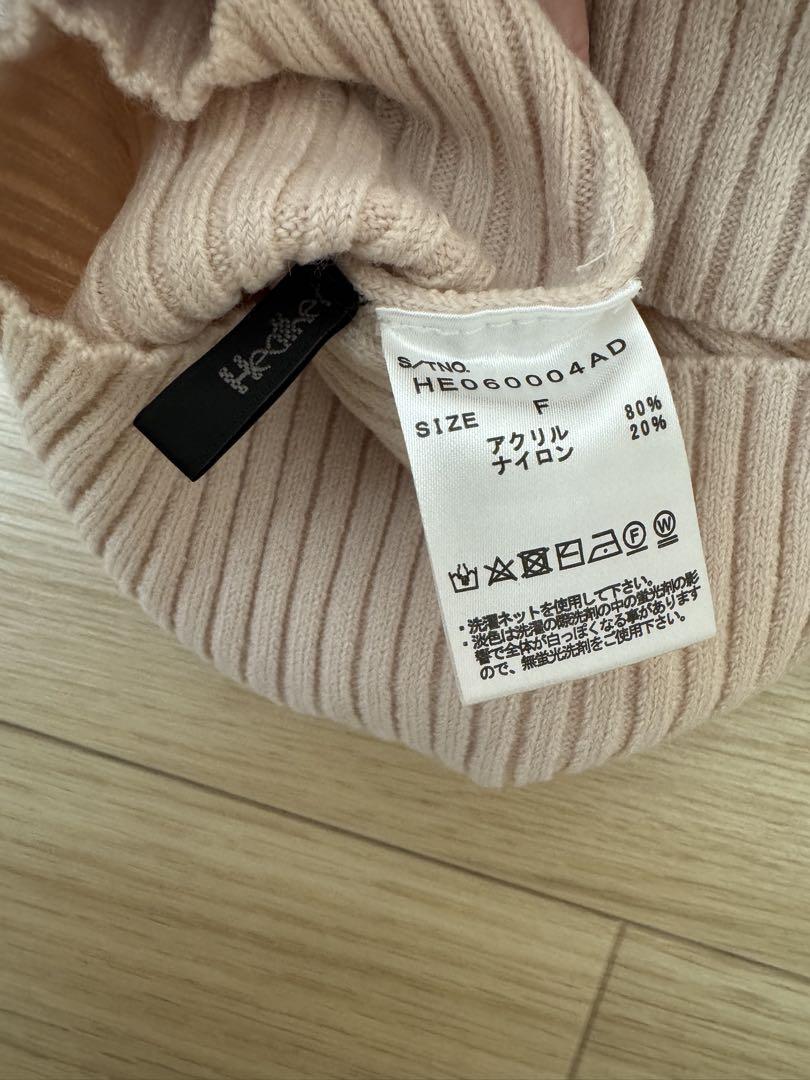 Heather
S/TNO.
HE060004AD
SIZE F
アクリル 80%
ナイロン 20%
F W
・洗濯ネットを使用して下さい。
・淡色は洗濯の際洗剤の中の蛍光剤の影
響で全体が白っぽくなる事があります
ので、無蛍光洗剤をご使用下さい。